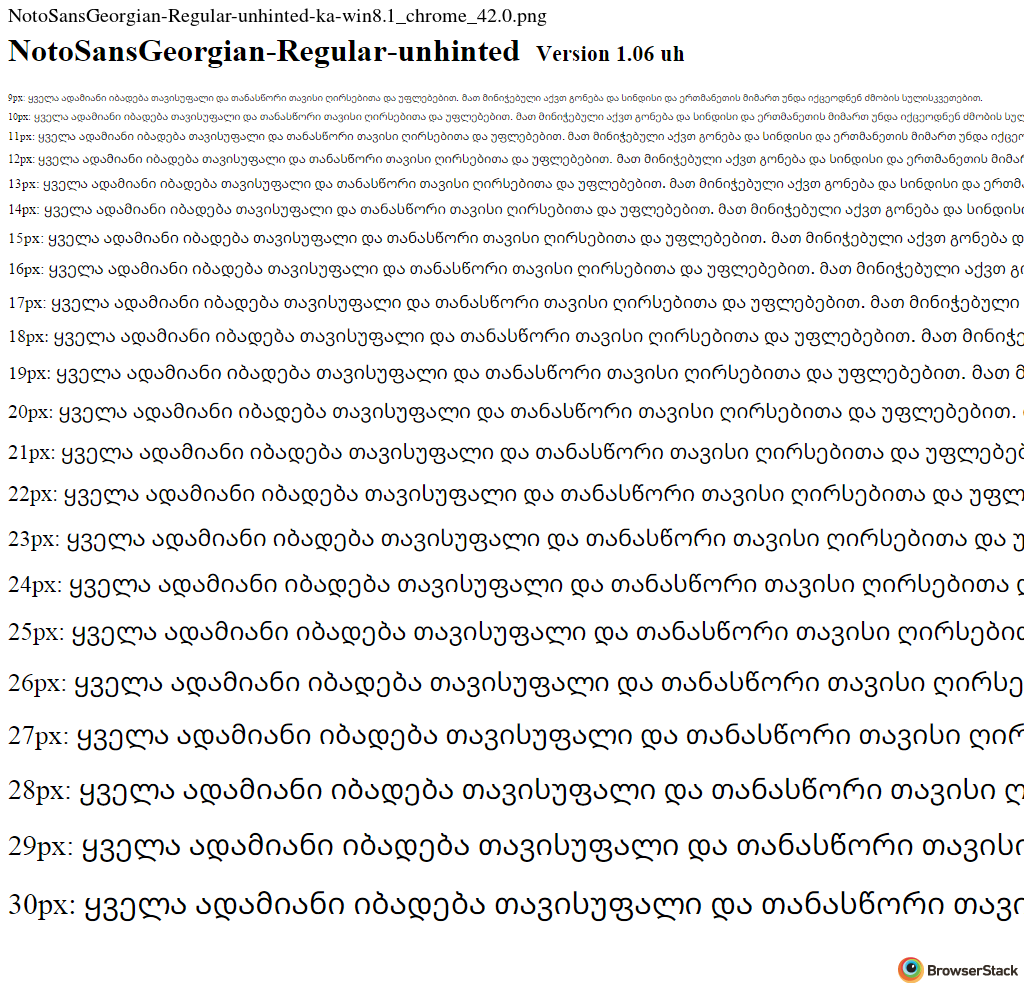 NotoSansGeorgian-Regular-unhinted-ka-win8.1_chrome_42.0.png
NotoSansGeorgian-Regular-unhinted Version 1.06 uh
9px: ყველა ადამიანი იბადება თავისუფალი და თანასწორი თავისი ღირსებითა და უფლებებით. მათ მინიჭებული აქვთ გონება და სინდისი და ერთმანეთის მიმართ უნდა იქცეოდნენ ძმობის სულისკვეთებით.
10px: ყველა ადამიანი იბადება თავისუფალი და თანასწორი თავისი ღირსებითა და უფლებებით. მათ მინიჭებული აქვთ გონება და სინდისი და ერთმანეთის მიმართ უნდა იქცეოდნენ ძმობის სულ
11px: ყველა ადამიანი იბადება თავისუფალი და თანასწორი თავისი ღირსებითა და უფლებებით. მათ მინიჭებული აქვთ გონება და სინდისი და ერთმანეთის მიმართ უნდა იქცეო
12px: ყველა ადამიანი იბადება თავისუფალი და თანასწორი თავისი ღირსებითა და უფლებებით. მათ მინიჭებული აქვთ გონება და სინდისი და ერთმანეთის მიმა
13px: ყველა ადამიანი იბადება თავისუფალი და თანასწორი თავისი ღირსებითა და უფლებებით. მათ მინიჭებული აქვთ გონება და სინდისი და ერთმ
14px: ყველა ადამიანი იბადება თავისუფალი და თანასწორი თავისი ღირსებითა და უფლებებით. მათ მინიჭებული აქვთ გონება და სინდისი
15px: ყველა ადამიანი იბადება თავისუფალი და თანასწორი თავისი ღირსებითა და უფლებებით. მათ მინიჭებული აქვთ გონება დ
16px: ყველა ადამიანი იბადება თავისუფალი და თანასწორი თავისი ღირსებითა და უფლებებით. მათ მინიჭებული აქვთ გ
17px: ყველა ადამიანი იბადება თავისუფალი და თანასწორი თავისი ღირსებითა და უფლებებით. მათ მინიჭებული
18px: ყველა ადამიანი იბადება თავისუფალი და თანასწორი თავისი ღირსებითა და უფლებებით. მათ მინიჭე
19px: ყველა ადამიანი იბადება თავისუფალი და თანასწორი თავისი ღირსებითა და უფლებებით. მათ მ
20px: ყველა ადამიანი იბადება თავისუფალი და თანასწორი თავისი ღირსებითა და უფლებებით.
21px: ყველა ადამიანი იბადება თავისუფალი და თანასწორი თავისი ღირსებითა და უფლებებ
22px: ყველა ადამიანი იბადება თავისუფალი და თანასწორი თავისი ღირსებითა და უფლ
23px: ყველა ადამიანი იბადება თავისუფალი და თანასწორი თავისი ღირსებითა და უ
24px: ყველა ადამიანი იბადება თავისუფალი და თანასწორი თავისი ღირსებითა
25px: ყველა ადამიანი იბადება თავისუფალი და თანასწორი თავისი ღირსებით
26px: ყველა ადამიანი იბადება თავისუფალი და თანასწორი თავისი ღირსე
27px: ყველა ადამიანი იბადება თავისუფალი და თანასწორი თავისი ღირ
28px: ყველა ადამიანი იბადება თავისუფალი და თანასწორი თავისი ღ
29px: ყველა ადამიანი იბადება თავისუფალი და თანასწორი თავისი
30px: ყველა ადამიანი იბადება თავისუფალი და თანასწორი თავი
BrowserStack